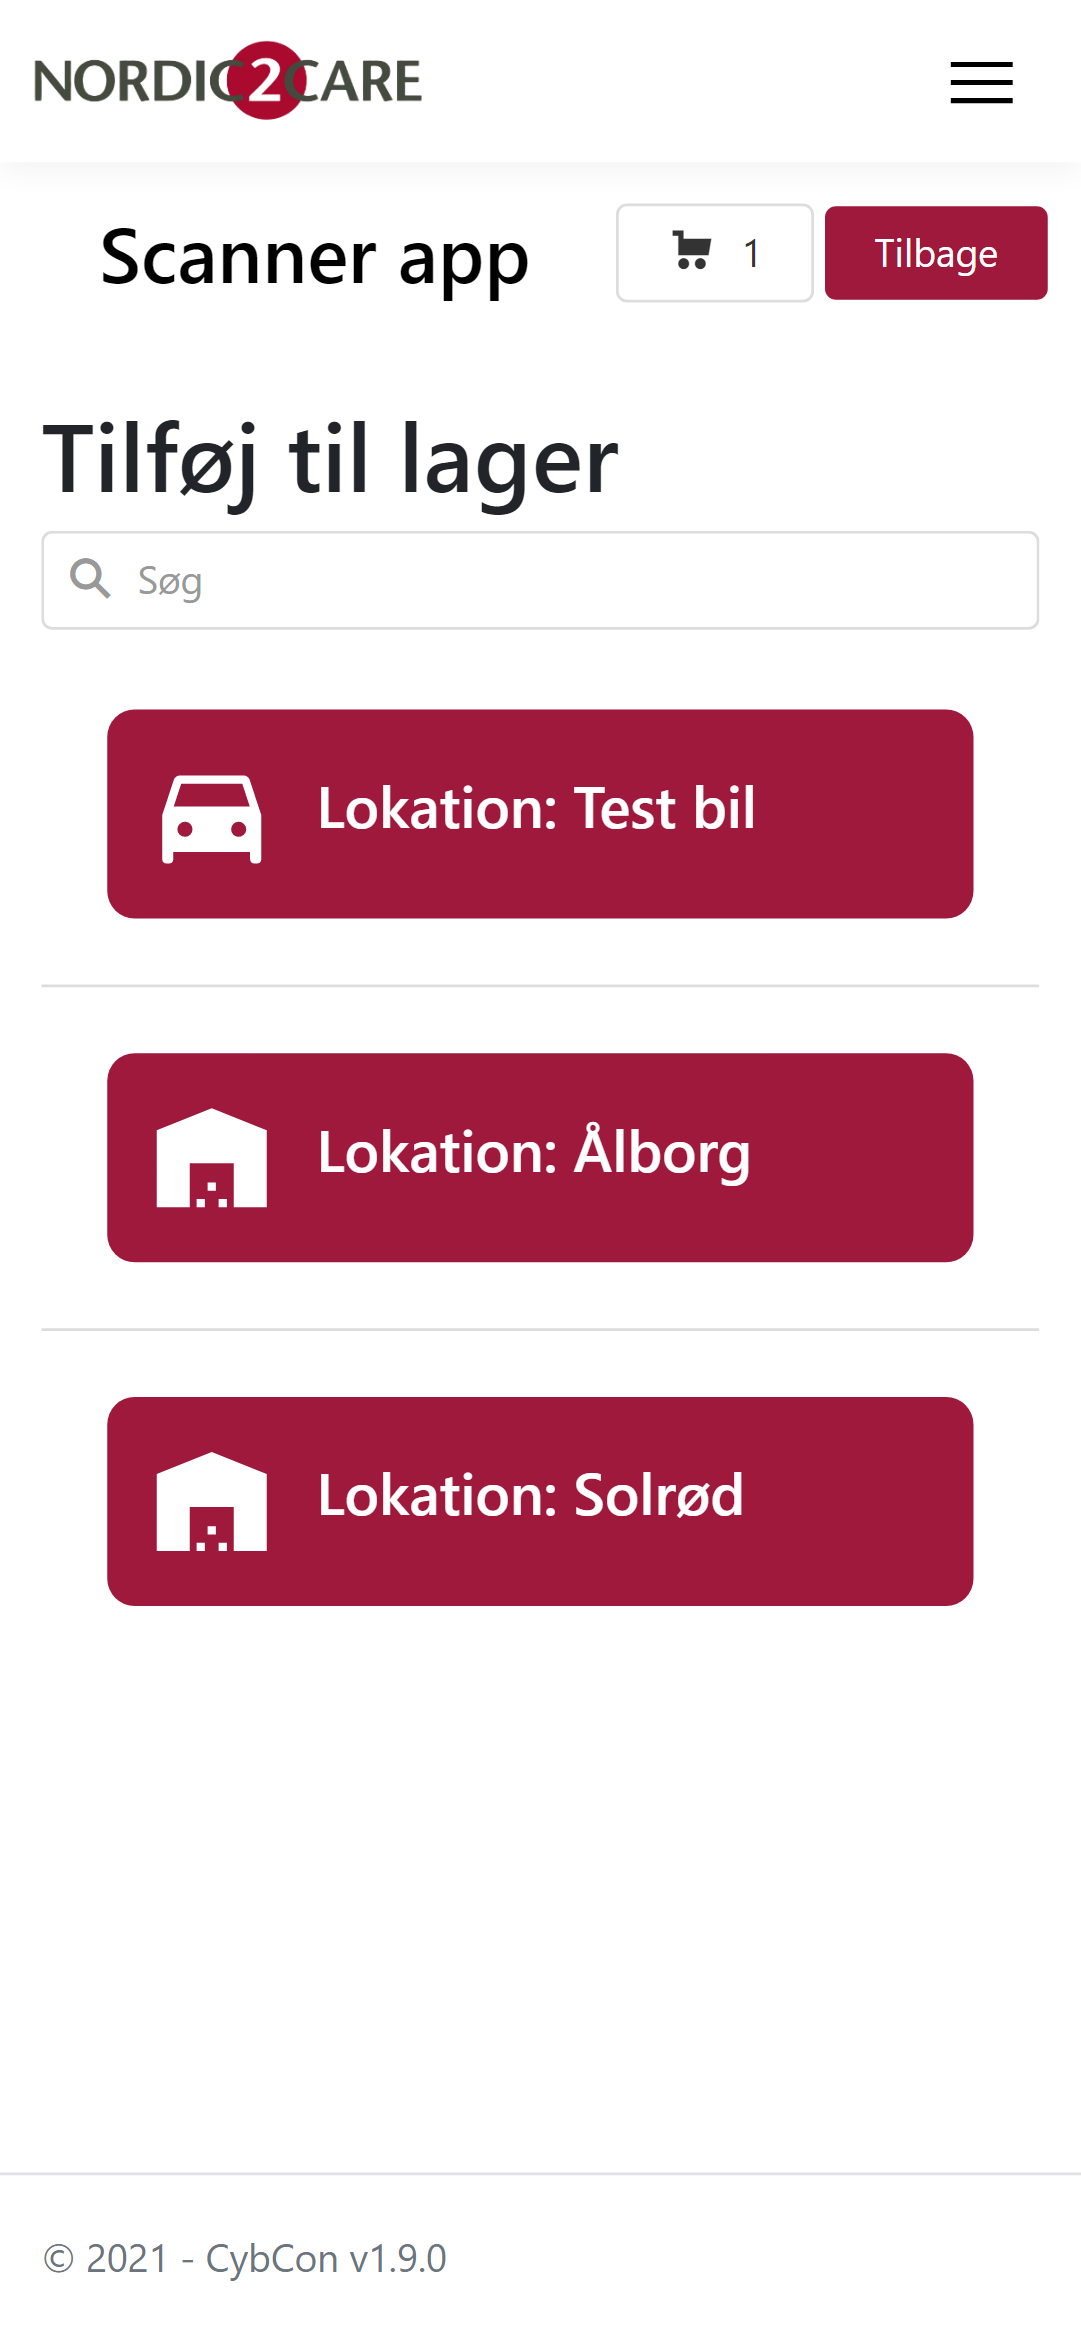 NORDIC2CARE
Scanner app
1
Tilbage
Tilføj til lager
Søg
Lokation: Test bil
Lokation: Ålborg
Lokation: Solrød
© 2021 - CybCon v1.9.0